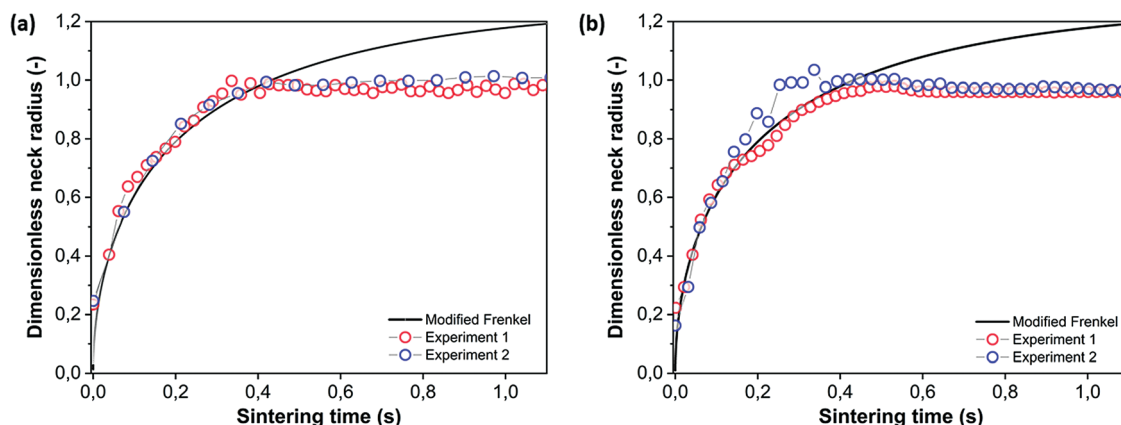 (a)
Dimensionless neck radius (-)
1,2
1,0
0,8
0,6
0,4
0,2
0,0
Modified Frenkel
Experiment 1
Experiment 2
0,0 0,2 0,4 0,6 0,8 1,0
Sintering time (s)
(b)
Dimensionless neck radius (-)
1,2
1,0
0,8
0,6
0,4
0,2
0,0
Modified Frenkel
Experiment 1
Experiment 2
0,0 0,2 0,4 0,6 0,8 1,0
Sintering time (s)